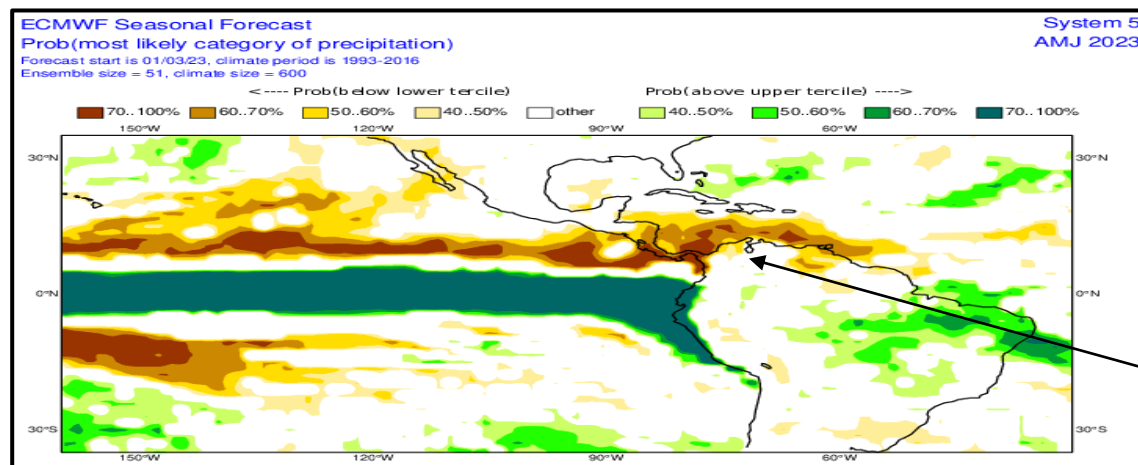 ECMWF Seasonal Forecast System 5
Prob(most likely category of precipitation) AMJ 2023
Forecast start is 01/03/23, climate period is 1993-2016
Ensemble size = 51, climate size = 600
<---- Prob(below lower tercile) Prob(above upper tercile) ---->
70..100% 60..70% 50..60% 40..50% other 40..50% 50..60% 60..70% 70..100%
150°W 120°W 90°W 60°W
30°N 30°N
0°N 0°N
30°S 30°S
150°W 120°W 90°W 60°W